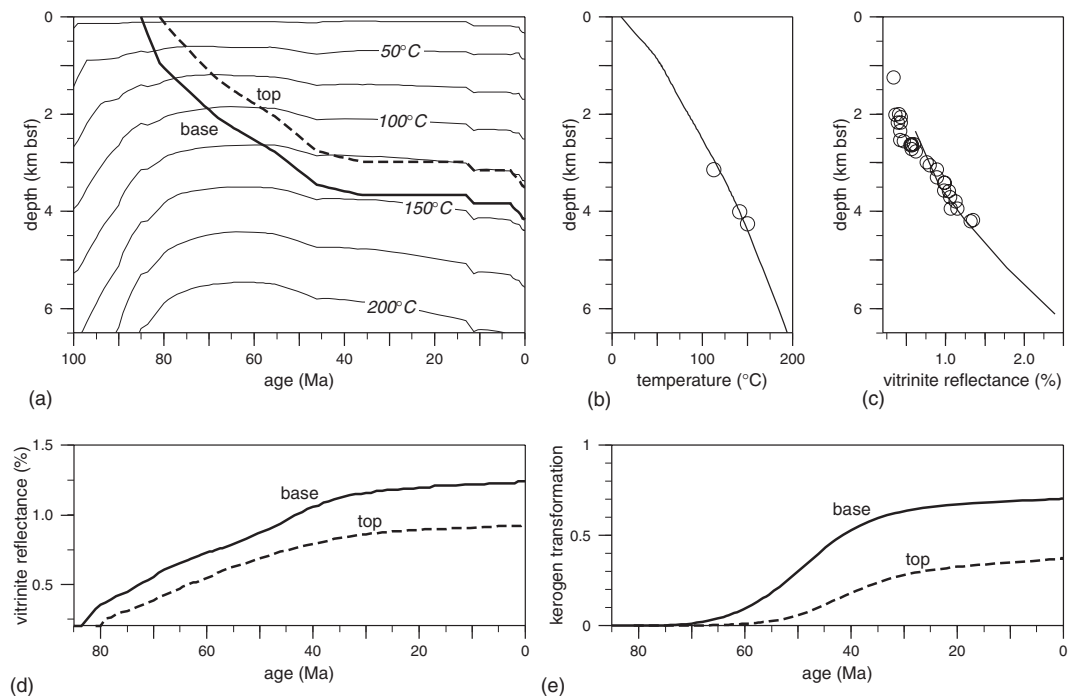 0
2
4
6
depth (km bsf)
50°C
100°C
150°C
200°C
top
base
100
80
60
40
20
0
age (Ma)
(a)
0
2
4
6
depth (km bsf)
0
100
200
temperature (°C)
(b)
0
2
4
6
depth (km bsf)
1.0
2.0
vitrinite reflectance (%)
(c)
1.5
1.0
0.5
vitrinite reflectance (%)
base
top
80
60
40
20
0
age (Ma)
(d)
1
0.5
0
kerogen transformation
base
top
80
60
40
20
0
age (Ma)
(e)